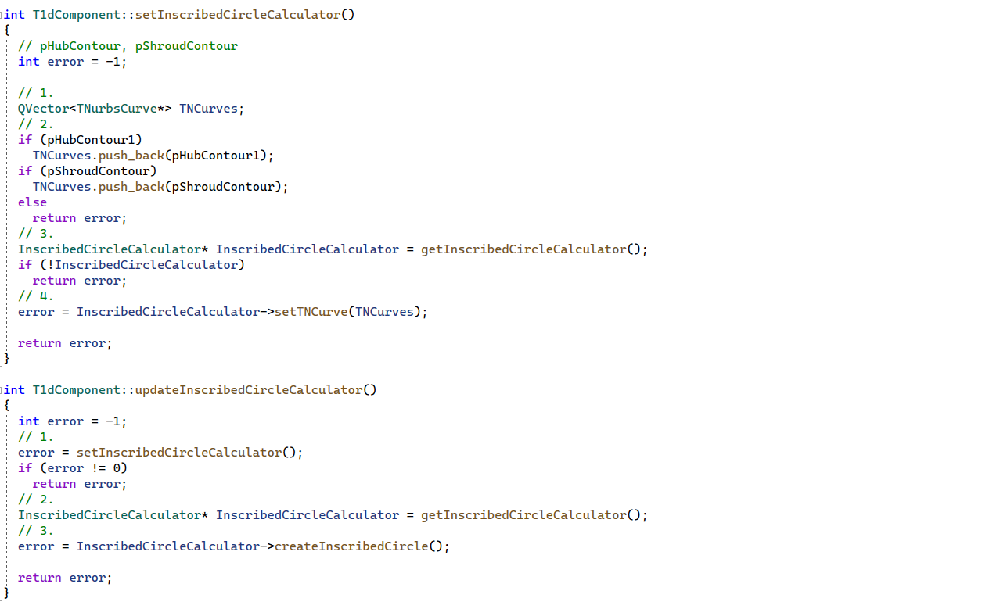 int T1dComponent::setInscribedCircleCalculator()
{
  // pHubContour, pShroudContour
  int error = -1;

  // 1.
  QVector<TNurbsCurve*> TNCurves;
  // 2.
  if (pHubContour1)
    TNCurves.push_back(pHubContour1);
  if (pShroudContour)
    TNCurves.push_back(pShroudContour);
  else
    return error;
  // 3.
  InscribedCircleCalculator* InscribedCircleCalculator = getInscribedCircleCalculator();
  if (!InscribedCircleCalculator)
    return error;
  // 4.
  error = InscribedCircleCalculator->setTNCurve(TNCurves);

  return error;
}

int T1dComponent::updateInscribedCircleCalculator()
{
  int error = -1;
  // 1.
  error = setInscribedCircleCalculator();
  if (error != 0)
    return error;
  // 2.
  InscribedCircleCalculator* InscribedCircleCalculator = getInscribedCircleCalculator();
  // 3.
  error = InscribedCircleCalculator->createInscribedCircle();

  return error;
}